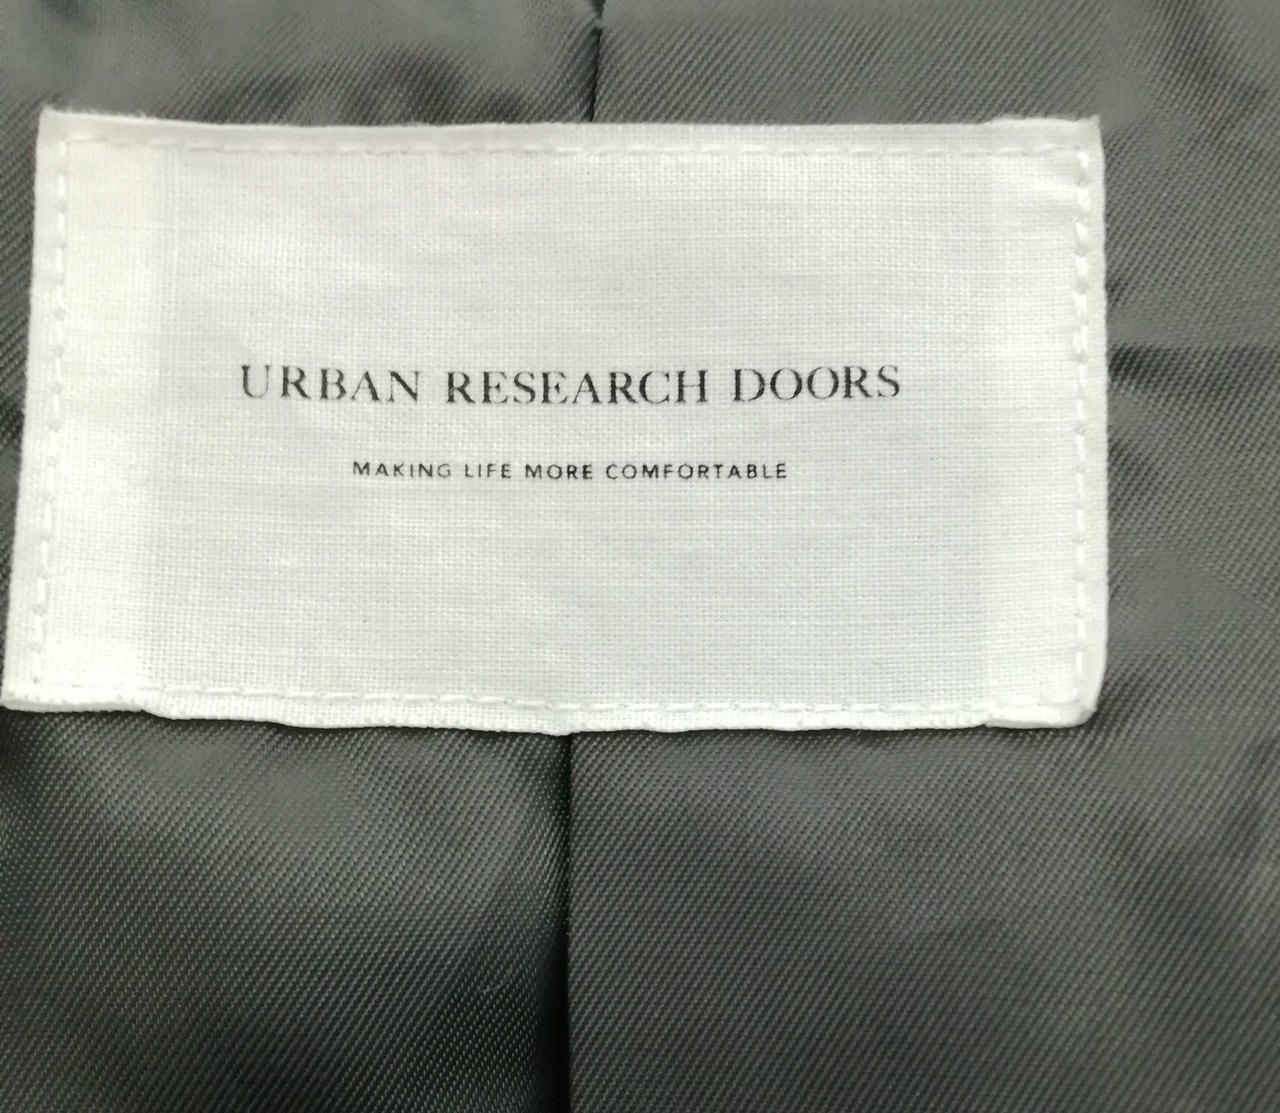 URBAN RESEARCH DOORS
MAKING LIFE MORE COMFORTABLE